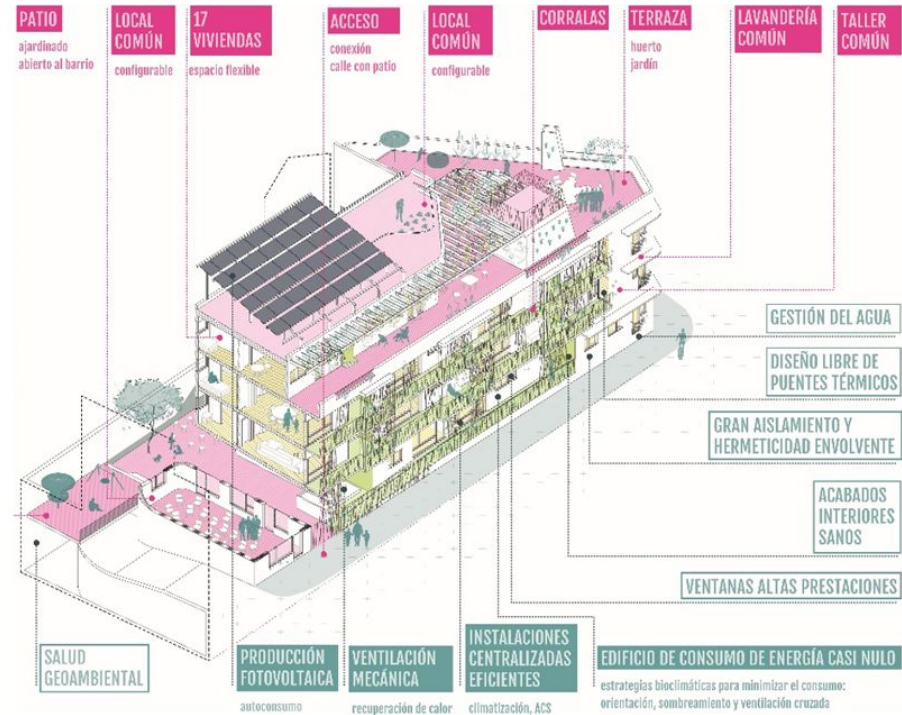 PATIO
ajardinado
abierto al barrio
LOCAL
COMÚN
configurable
17
VIVIENDAS
espacio flexible
ACCESO
conexión
calle con patio
LOCAL
COMÚN
configurable
CORRALAS
TERRAZA
huerto
jardín
LAVANDERÍA
COMÚN
TALLER
COMÚN
GESTIÓN DEL AGUA
DISEÑO LIBRE DE
PUENTES TÉRMICOS
GRAN AISLAMIENTO Y
HERMETICIDAD ENVOLVENTE
ACABADOS
INTERIORES
SANOS
VENTANAS ALTAS PRESTACIONES
SALUD
GEOAMBIENTAL
PRODUCCIÓN
FOTOVOLTAICA
autoconsumo
VENTILACIÓN
MECÁNICA
recuperación de calor
INSTALACIONES
CENTRALIZADAS
EFICIENTES
climatización, ACS
EDIFICIO DE CONSUMO DE ENERGÍA CASI NULO
estrategias bioclimáticas para minimizar el consumo:
orientación, sombreamiento y ventilación cruzada